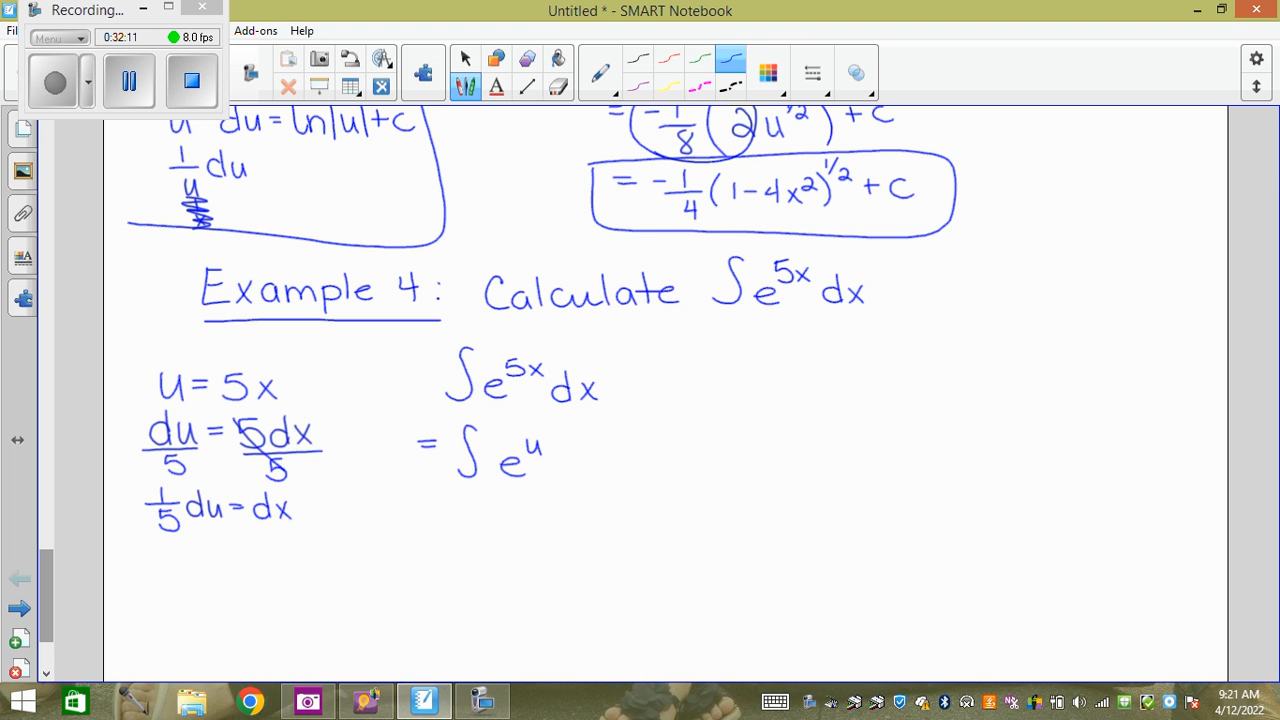 Recording...
Untitled * - SMART Notebook
Menu
0:32:11
8.0 fps
Add-ons
Help
du = ln|u| + c
1/u du
= (-1/8 (2u^1/2) + c
= -1/4 (1 - 4x²)^1/2 + c
Example 4: Calculate ∫e^5x dx
u = 5x
∫e^5x dx
du/5 = 5dx/5
= ∫ e^u
1/5 du = dx
9:21 AM
4/12/2022